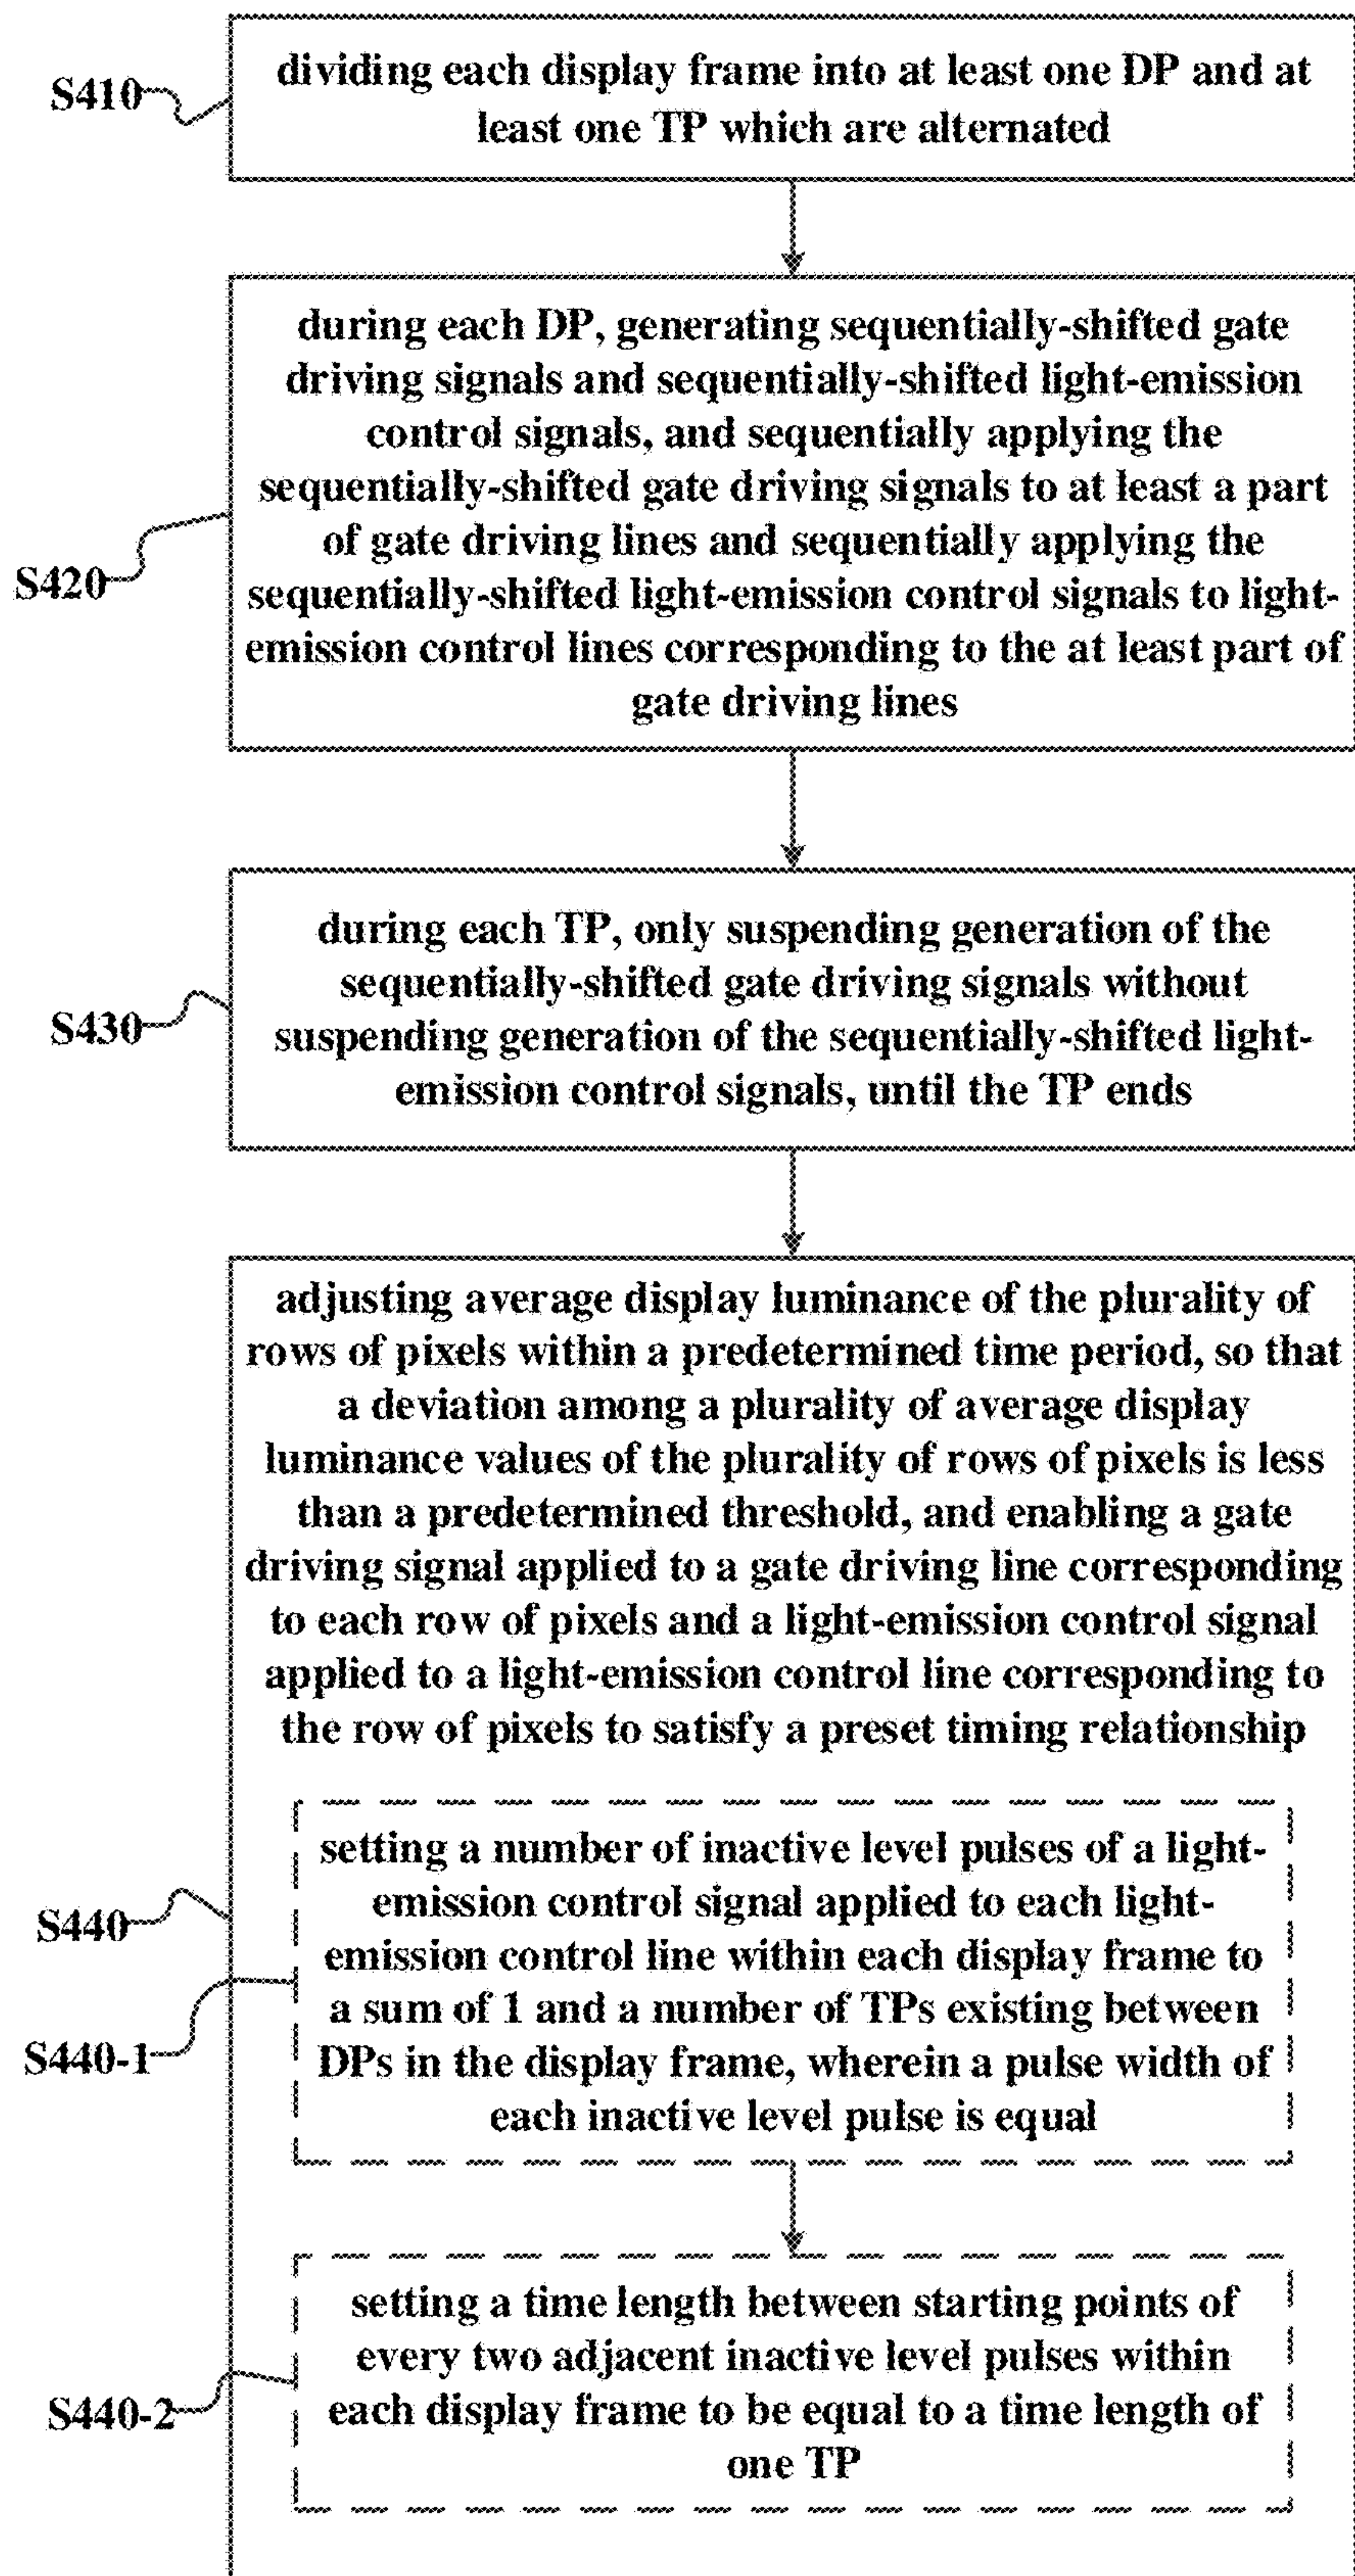 S410
dividing each display frame into at least one DP and at
least one TP which are alternated
S420
during each DP, generating sequentially-shifted gate
driving signals and sequentially-shifted light-emission
control signals, and sequentially applying the
sequentially-shifted gate driving signals to at least a part
of gate driving lines and sequentially applying the
sequentially-shifted light-emission control signals to light-
emission control lines corresponding to the at least part of
gate driving lines
S430
during each TP, only suspending generation of the
sequentially-shifted gate driving signals without
suspending generation of the sequentially-shifted light-
emission control signals, until the TP ends
S440
adjusting average display luminance of the plurality of
rows of pixels within a predetermined time period, so that
a deviation among a plurality of average display
luminance values of the plurality of rows of pixels is less
than a predetermined threshold, and enabling a gate
driving signal applied to a gate driving line corresponding
to each row of pixels and a light-emission control signal
applied to a light-emission control line corresponding to
the row of pixels to satisfy a preset timing relationship
S440-1
setting a number of inactive level pulses of a light-
emission control signal applied to each light-
emission control line within each display frame to
a sum of 1 and a number of TPs existing between
DPs in the display frame, wherein a pulse width of
each inactive level pulse is equal
S440-2
setting a time length between starting points of
every two adjacent inactive level pulses within
each display frame to be equal to a time length of
one TP